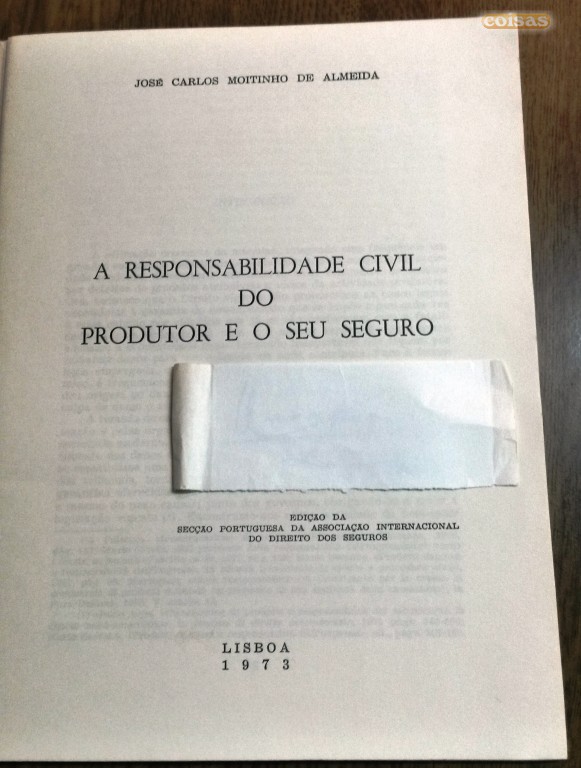 coisas
JOSÉ CARLOS MOITINHO DE ALMEIDA
A RESPONSABILIDADE CIVIL
DO
PRODUTOR E O SEU SEGURO
EDIÇÃO DA
SECÇÃO PORTUGUESA DA ASSOCIAÇÃO INTERNACIONAL
DO DIREITO DOS SEGUROS
LISBOA
1973